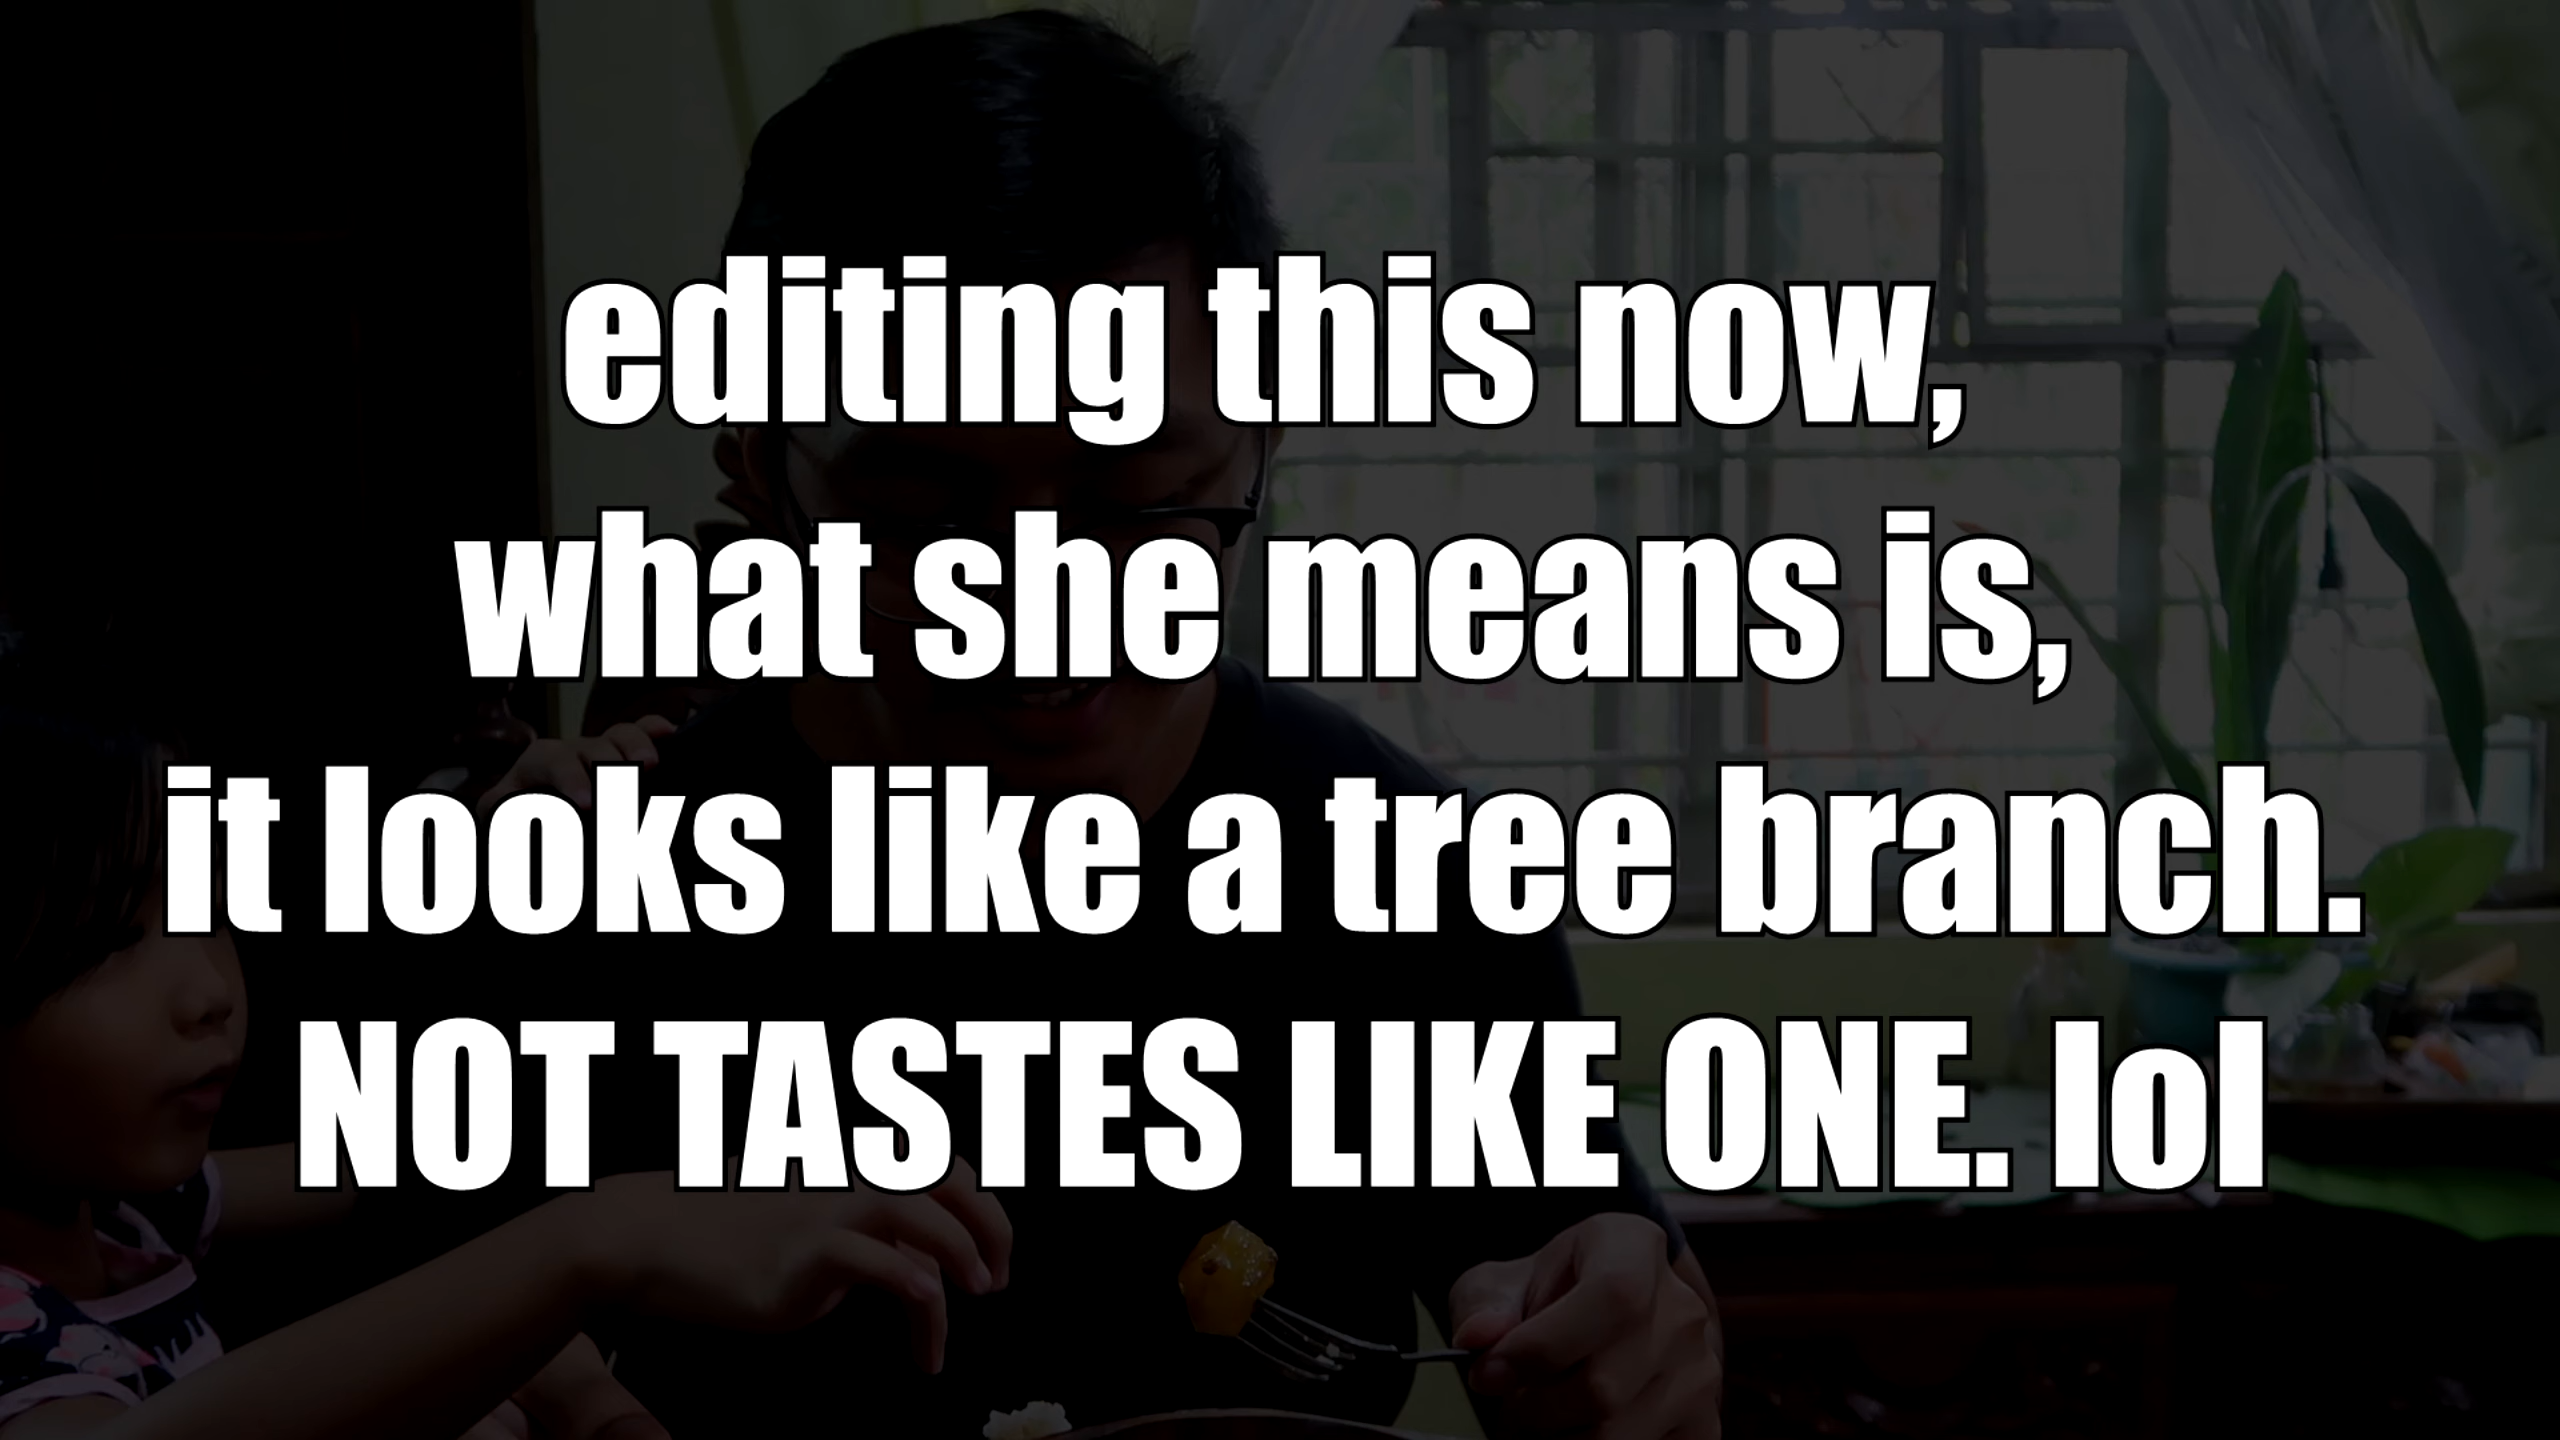 editing this now,
what she means is,
it looks like a tree branch.
NOT TASTES LIKE ONE. lol